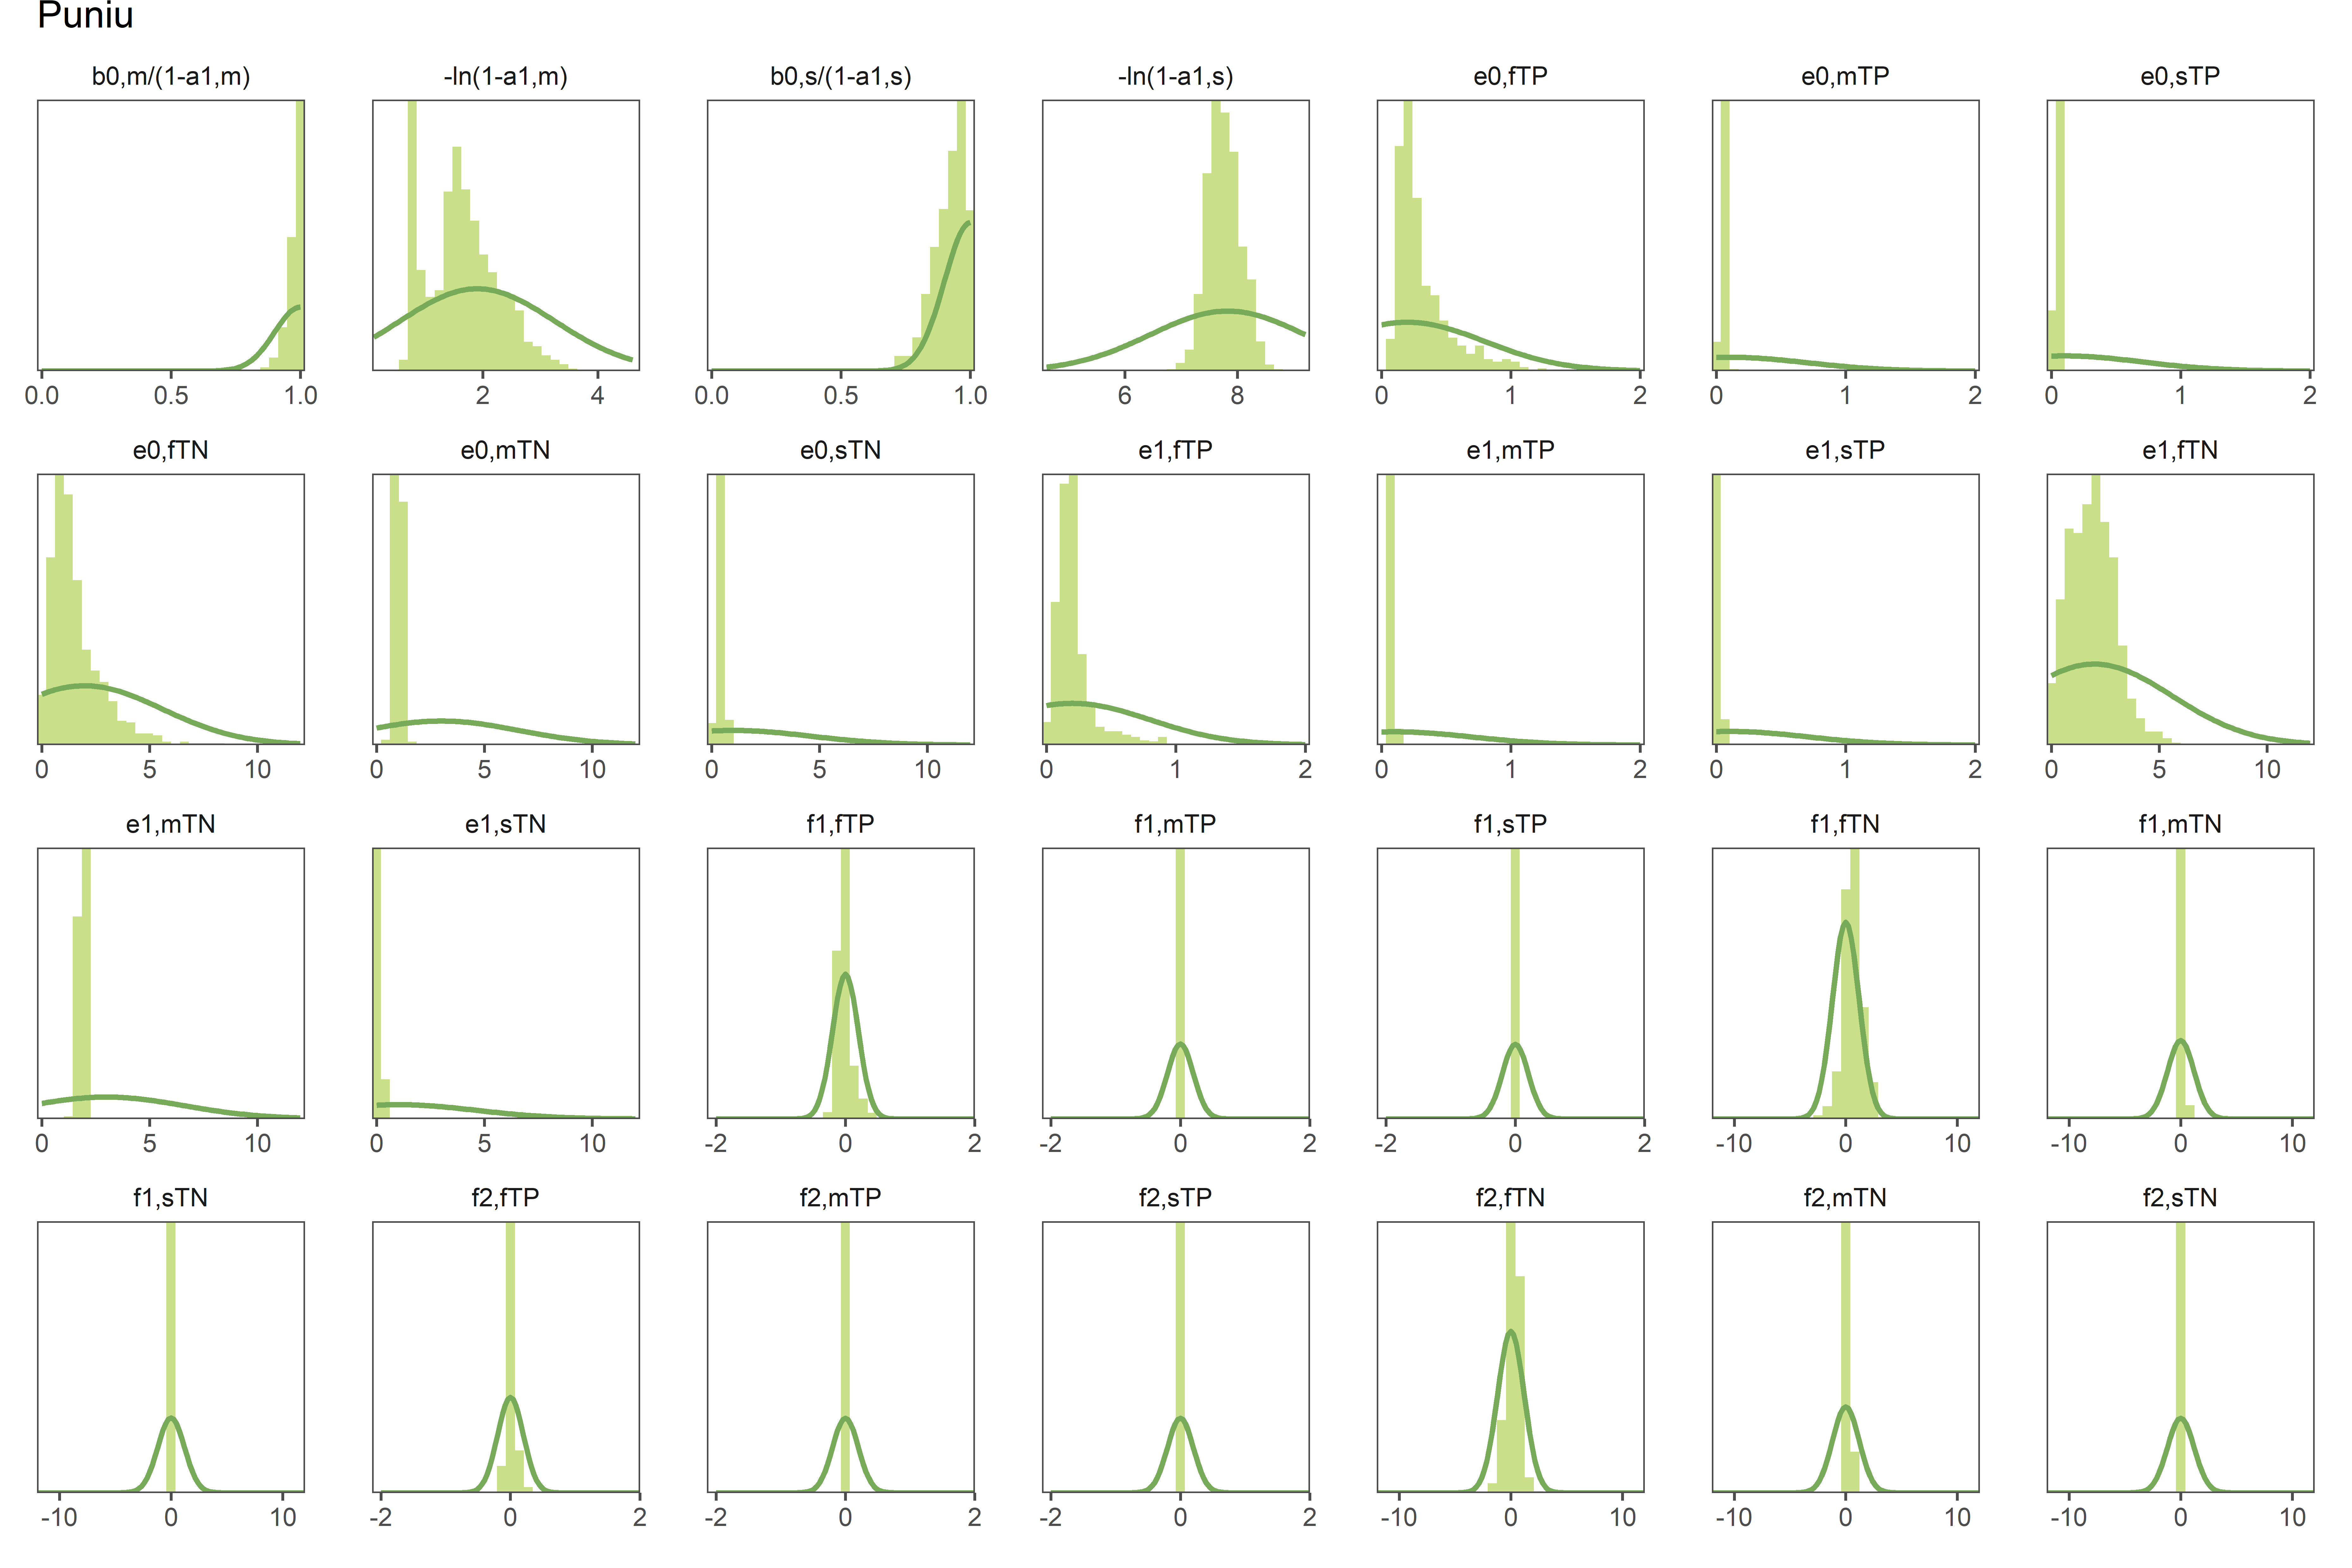 Puniu
b0,m/(1-a1,m) -ln(1-a1,m) b0,s/(1-a1,s) -ln(1-a1,s) e0,fTP e0,mTP e0,sTP
0.0 0.5 1.0 2 4 0.0 0.5 1.0 6 8 0 1 2 0 1 2 0 1 2
e0,fTN e0,mTN e0,sTN e1,fTP e1,mTP e1,sTP e1,fTN
0 5 10 0 5 10 0 5 10 0 1 2 0 1 2 0 1 2 0 5 10
e1,mTN e1,sTN f1,fTP f1,mTP f1,sTP f1,fTN f1,mTN
0 5 10 0 5 10 -2 0 2 -2 0 2 -2 0 2 -10 0 10 -10 0 10
f1,sTN f2,fTP f2,mTP f2,sTP f2,fTN f2,mTN f2,sTN
-10 0 10 -2 0 2 -2 0 2 -2 0 2 -10 0 10 -10 0 10 -10 0 10